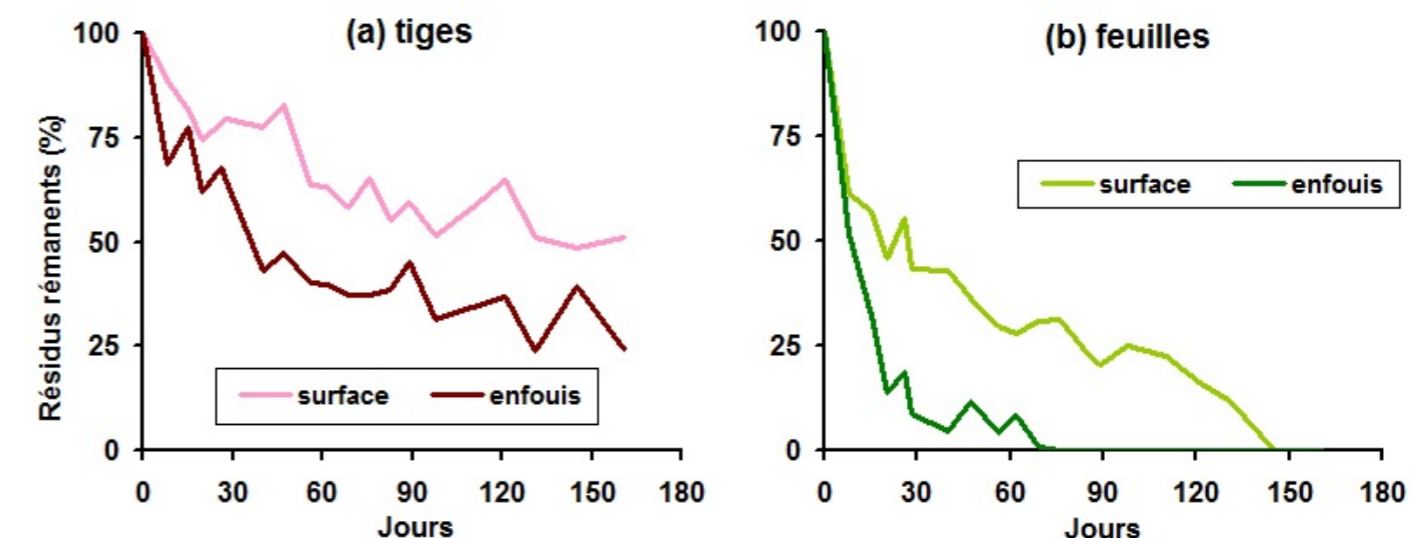 (a) tiges
Résidus rémanents (%)
100
75
50
25
0
surface enfouis
0 30 60 90 120 150 180
Jours
(b) feuilles
100
75
50
25
0
surface enfouis
0 30 60 90 120 150 180
Jours